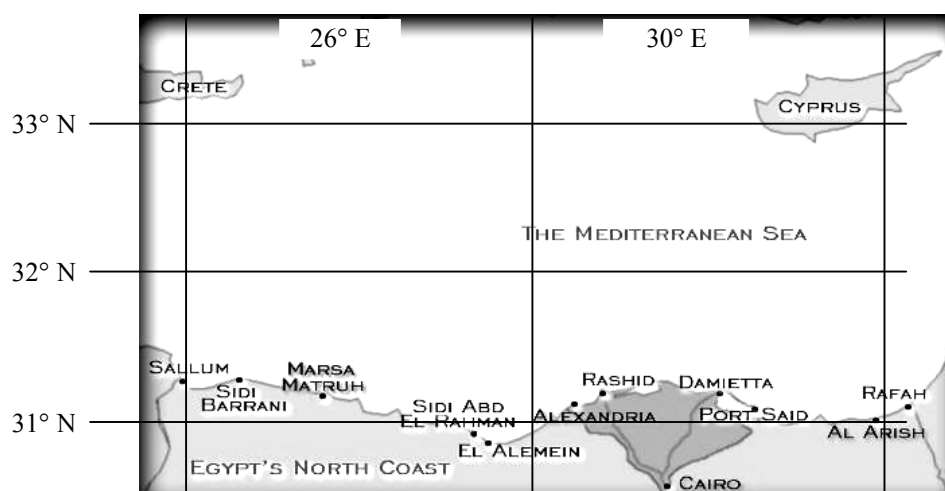 26° E
30° E
CRETE
CYPRUS
33° N
THE MEDITERRANEAN SEA
32° N
SALLUM
MARSA
MATRUH
SIDI
BARRANI
RASHID
DAMIETTA
RAFAH
SIDI ABD
EL RAHMAN
ALEXANDRIA
PORT SAID
31° N
AL ARISH
EL ALEMEIN
EGYPT'S NORTH COAST
CAIRO